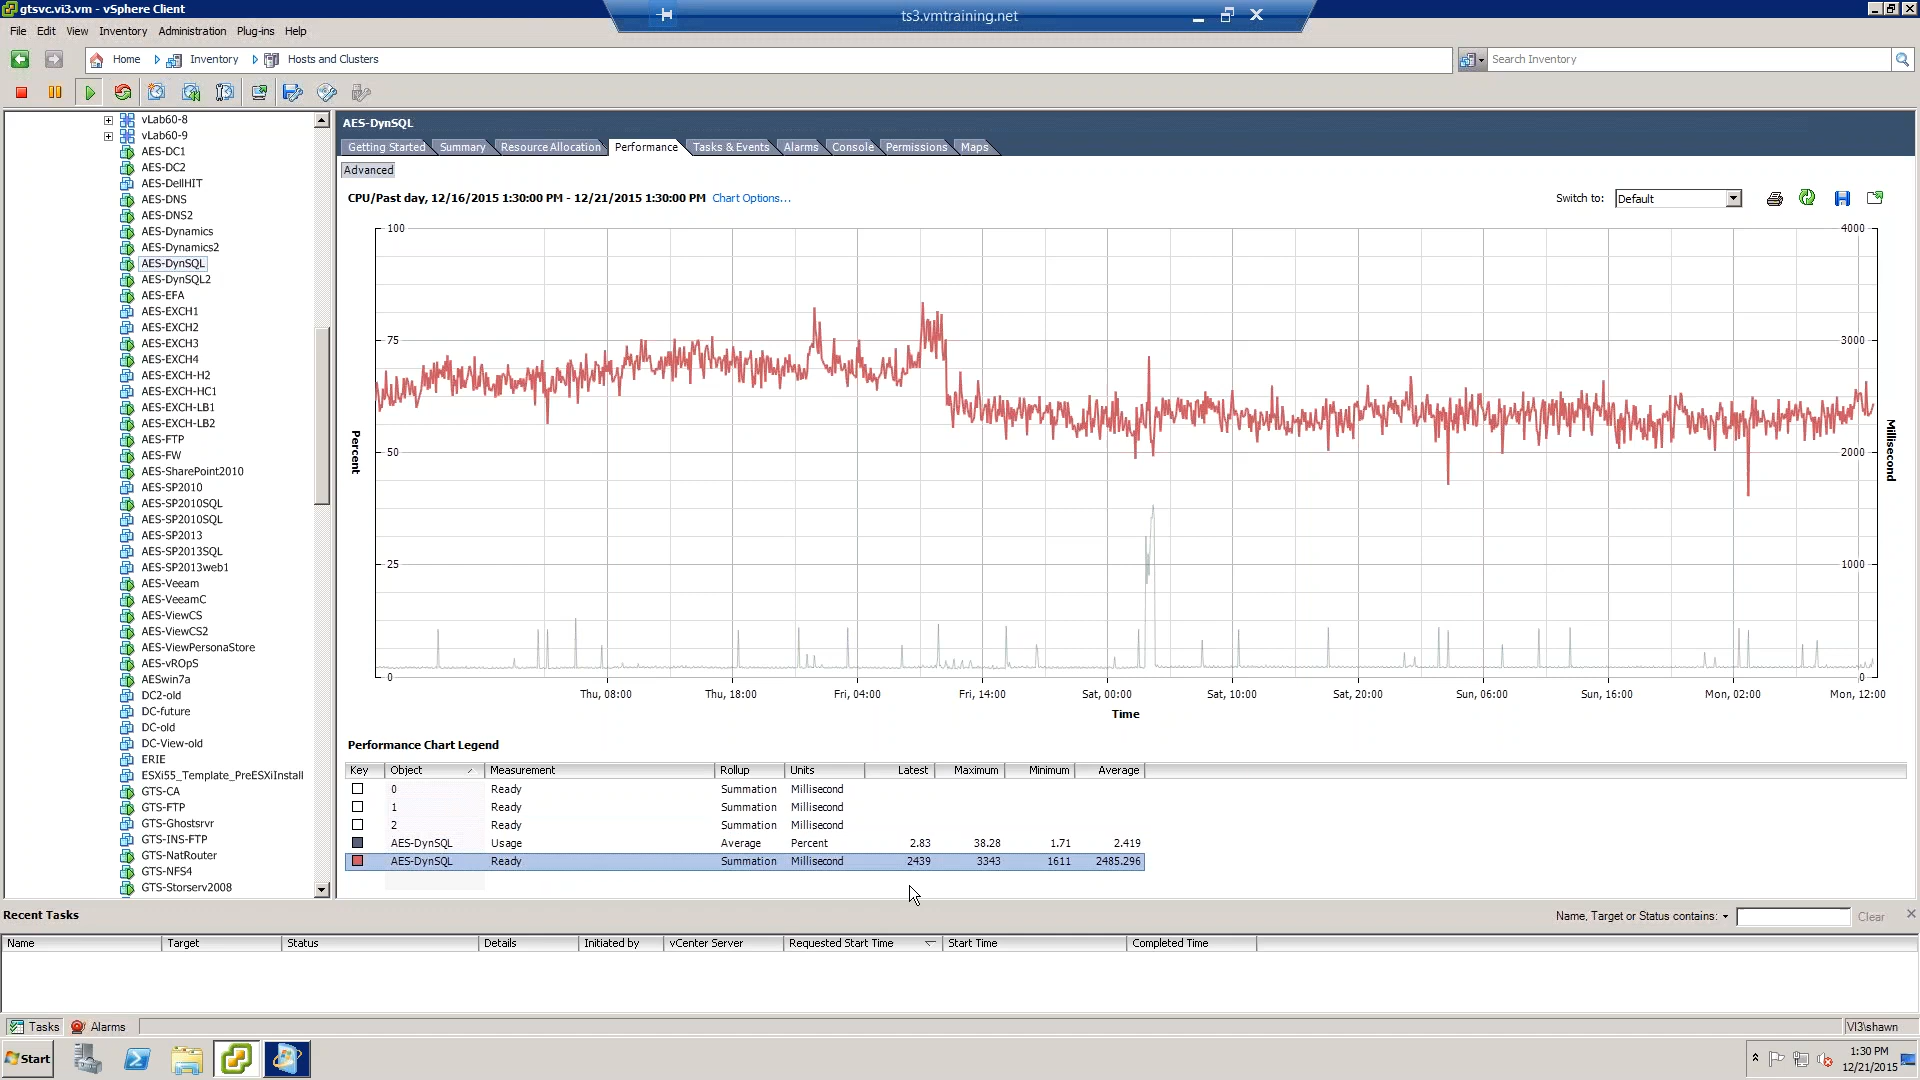 gtsvc.vi3.vm - vSphere Client
ts3.vmtraining.net
File Edit View Inventory Administration Plug-ins Help
Home Inventory Hosts and Clusters
Search Inventory
vLab60-8
vLab60-9
AES-DC1
AES-DC2
AES-DellHIT
AES-DNS
AES-DNS2
AES-Dynamics
AES-Dynamics2
AES-DynSQL
AES-DynSQL2
AES-EFA
AES-EXCH1
AES-EXCH2
AES-EXCH3
AES-EXCH4
AES-EXCH-H2
AES-EXCH-HC1
AES-EXCH-LB1
AES-EXCH-LB2
AES-FTP
AES-FW
AES-SharePoint2010
AES-SP2010
AES-SP2010SQL
AES-SP2010SQL
AES-SP2013
AES-SP2013SQL
AES-SP2013web1
AES-Veeam
AES-VeeamC
AES-ViewCS
AES-ViewCS2
AES-ViewPersonaStore
AES-vROpS
AESwin7a
DC2-old
DC-future
DC-old
DC-View-old
ERIE
ESXi55_Template_PreESXiInstall
GTS-CA
GTS-FTP
GTS-Ghostsrvr
GTS-INS-FTP
GTS-NatRouter
GTS-NFS4
GTS-Storserv2008
AES-DynSQL
Getting Started Summary Resource Allocation Performance Tasks & Events Alarms Console Permissions Maps
Advanced
CPU/Past day, 12/16/2015 1:30:00 PM - 12/21/2015 1:30:00 PM Chart Options...
Switch to: Default
100 4000
75 3000
50 2000
25 1000
0 0
Percent
Millisecond
Thu, 08:00 Thu, 18:00 Fri, 04:00 Fri, 14:00 Sat, 00:00 Sat, 10:00 Sat, 20:00 Sun, 06:00 Sun, 16:00 Mon, 02:00 Mon, 12:00
Time
Performance Chart Legend
Key Object Measurement Rollup Units Latest Maximum Minimum Average
0 Ready Summation Millisecond
1 Ready Summation Millisecond
2 Ready Summation Millisecond
AES-DynSQL Usage Average Percent 2.83 38.28 1.71 2.419
AES-DynSQL Ready Summation Millisecond 2439 3343 1611 2485.296
Recent Tasks
Name, Target or Status contains: Clear
Name Target Status Details Initiated by vCenter Server Requested Start Time Start Time Completed Time
Tasks Alarms
VI3\shawn
Start
1:30 PM
12/21/2015